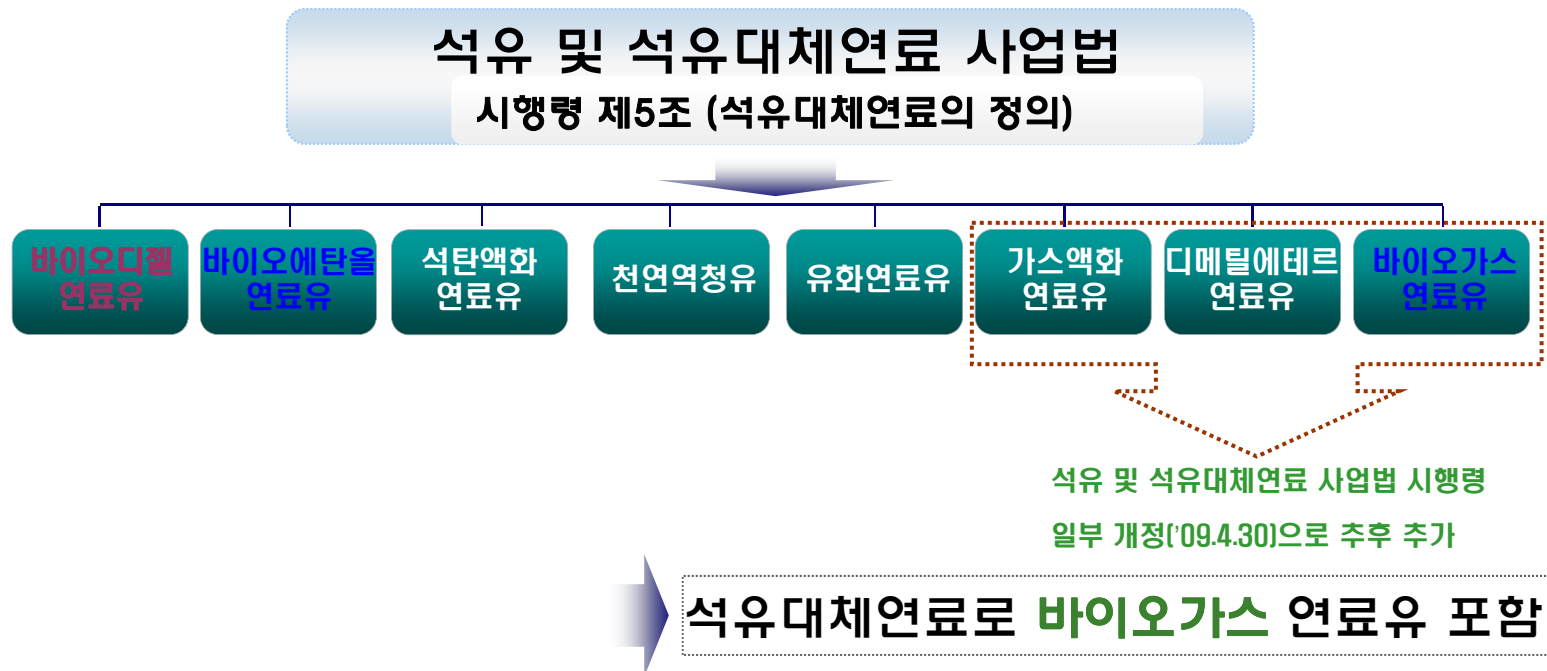 석유 및 석유대체연료 사업법
시행령 제5조 (석유대체연료의 정의)
바이오디젤
연료유
바이오에탄올
연료유
석탄액화
연료유
천연역청유
유화연료유
가스액화
연료유
디메틸에테르
연료유
바이오가스
연료유
석유 및 석유대체연료 사업법 시행령
일부 개정('09.4.30)으로 추후 추가
석유대체연료로 바이오가스 연료유 포함